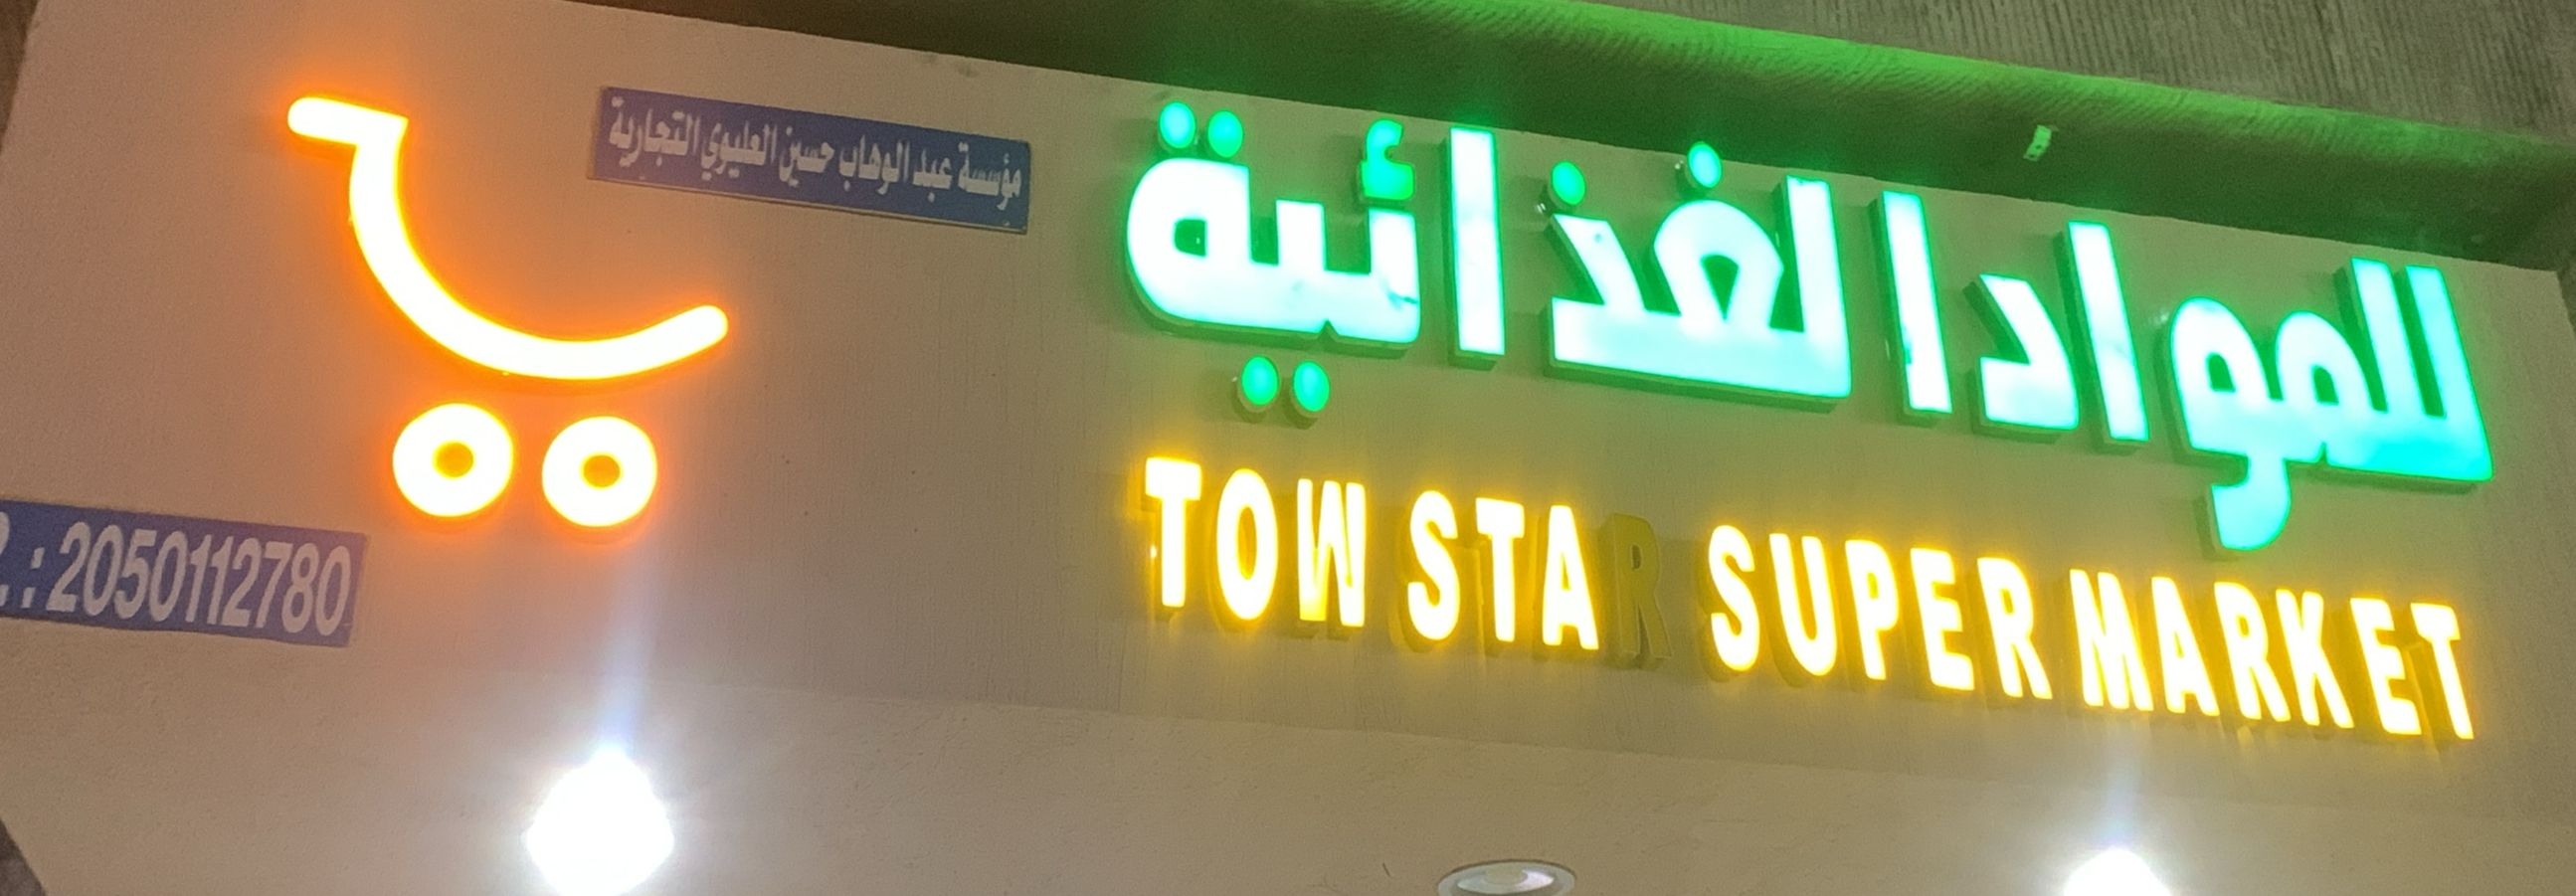 مؤسسة عبد الوهاب حسين العليوي التجارية
للمواد الغذائية
TOW STAR SUPER MARKET
.: 2050112780